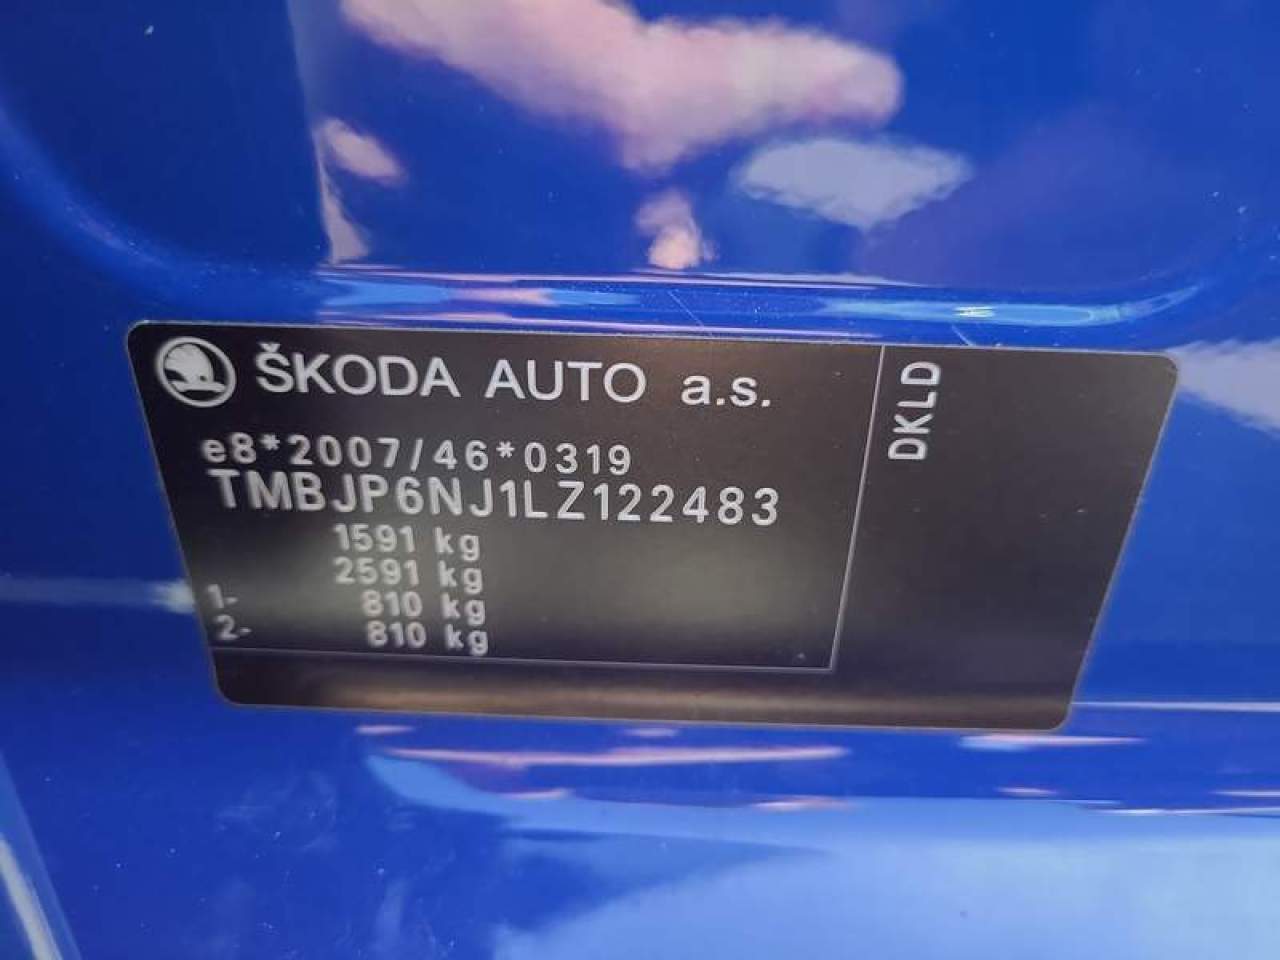 ŠKODA AUTO a.s.
e8*2007/46*0319
TMBJP6NJ1LZ122483
1591 kg
2591 kg
1- 810 kg
2- 810 kg
DKLD